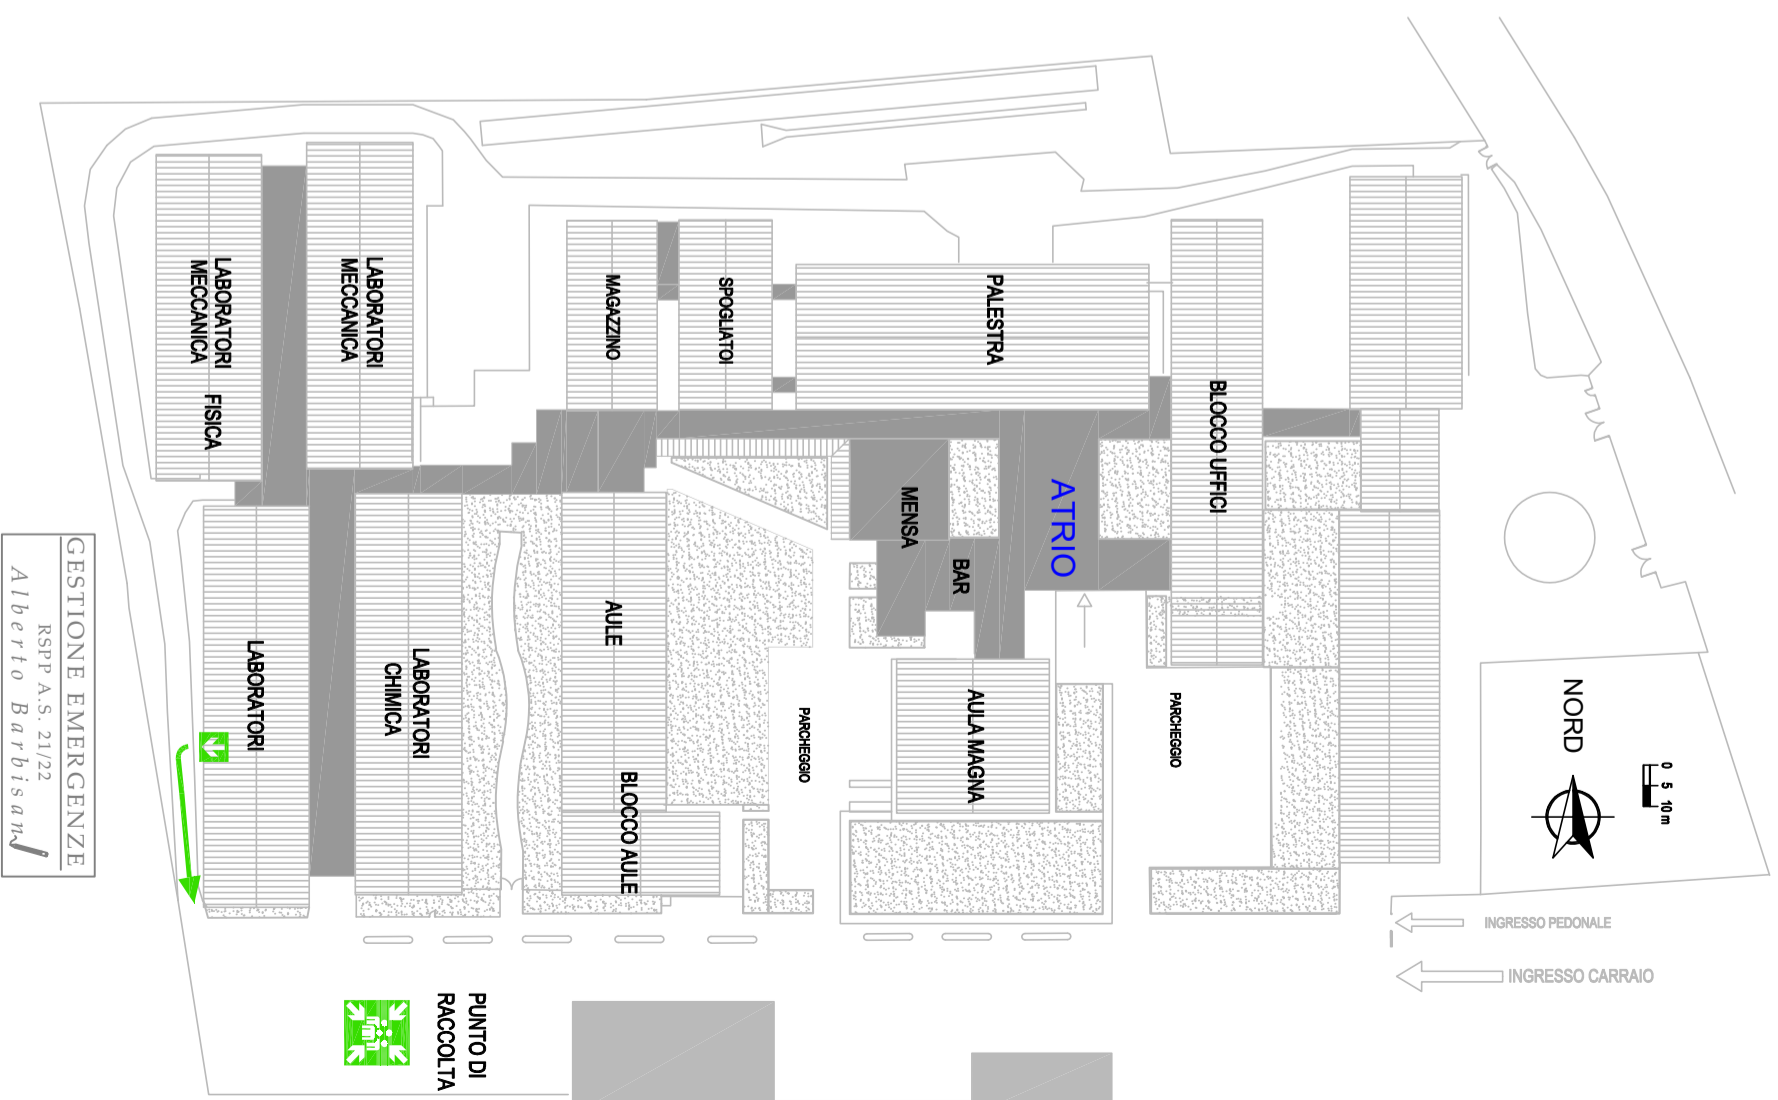 LABORATORI
MECCANICA
FISICA
LABORATORI
MECCANICA
MAGAZZINO
SPOGLIATOI
PALESTRA
BLOCCO UFFICI
MENSA
BAR
ATRIO
AULE
BLOCCO AULE
LABORATORI
LABORATORI
CHIMICA
PARCHEGGIO
AULA MAGNA
PARCHEGGIO
NORD
0 5 10 m
INGRESSO PEDONALE
INGRESSO CARRAIO
PUNTO DI
RACCOLTA
GESTIONE EMERGENZE
RSPP A.S. 21/22
Alberto Barbisan